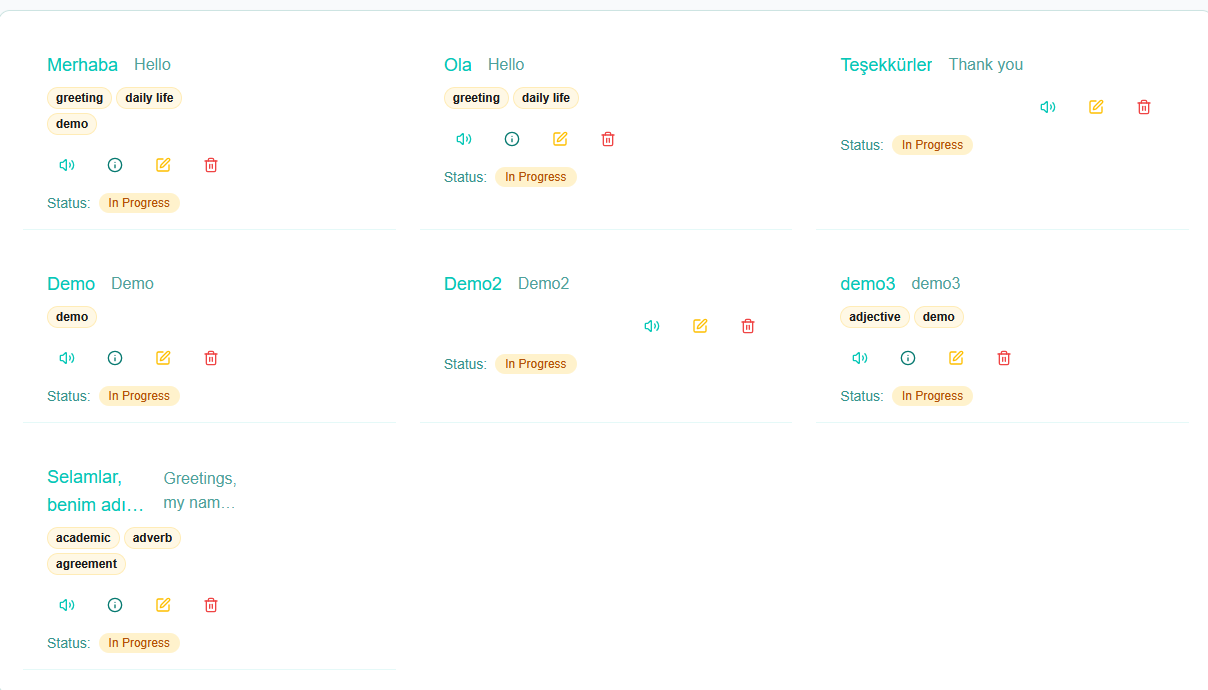 Merhaba Hello
greeting daily life
demo
Status: In Progress
Ola Hello
greeting daily life
Status: In Progress
Teşekkürler Thank you
Status: In Progress
Demo Demo
demo
Status: In Progress
Demo2 Demo2
Status: In Progress
demo3 demo3
adjective demo
Status: In Progress
Selamlar,
benim adı…
Greetings,
my nam…
academic adverb
agreement
Status: In Progress